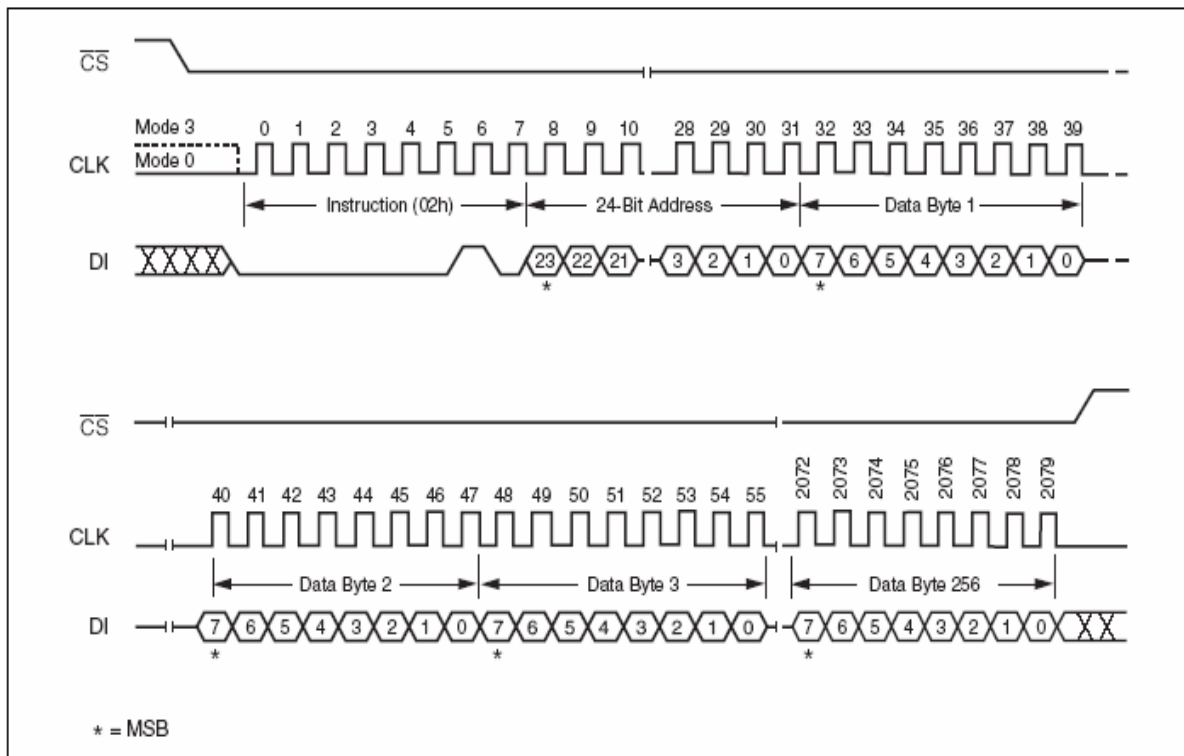 CS
Mode 3
0 1 2 3 4 5 6 7 8 9 10 28 29 30 31 32 33 34 35 36 37 38 39
CLK
Mode 0
Instruction (02h) 24-Bit Address Data Byte 1
DI
23 22 21 3 2 1 0 7 6 5 4 3 2 1 0
* *
CS
40 41 42 43 44 45 46 47 48 49 50 51 52 53 54 55 2072 2073 2074 2075 2076 2077 2078 2079
CLK
Data Byte 2 Data Byte 3 Data Byte 256
DI
7 6 5 4 3 2 1 0 7 6 5 4 3 2 1 0 7 6 5 4 3 2 1 0
* * *
* = MSB